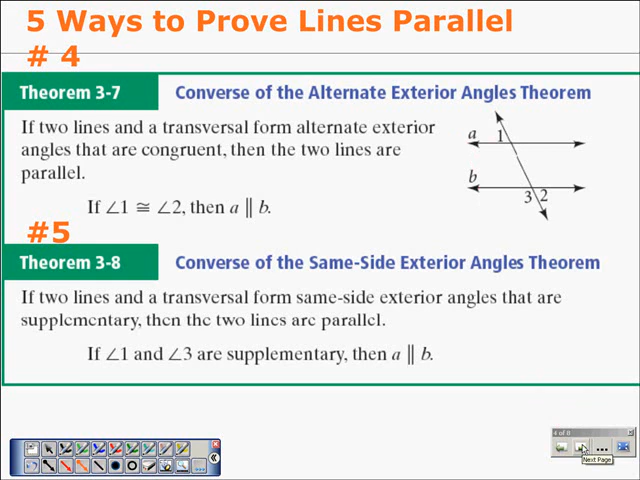 5 Ways to Prove Lines Parallel
# 4
Theorem 3-7 Converse of the Alternate Exterior Angles Theorem
If two lines and a transversal form alternate exterior
angles that are congruent, then the two lines are
parallel.
If ∠1 ≅ ∠2, then a ∥ b.
a 1
b
3 2
#5
Theorem 3-8 Converse of the Same-Side Exterior Angles Theorem
If two lines and a transversal form same-side exterior angles that are
supplementary, then the two lines are parallel.
If ∠1 and ∠3 are supplementary, then a ∥ b.
4 of 8
Next Page